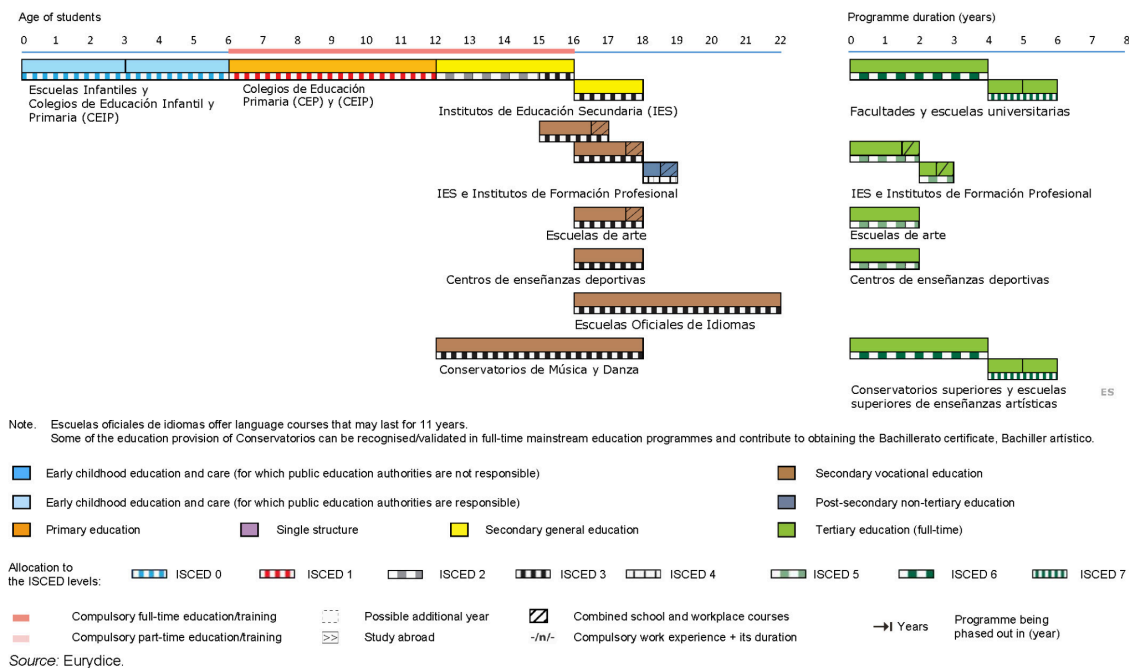 Age of students
Programme duration (years)
0 1 2 3 4 5 6 7 8 9 10 11 12 13 14 15 16 17 18 19 20 21 22
0 1 2 3 4 5 6 7 8
Escuelas Infantiles y
Colegios de Educación Infantil y
Primaria (CEIP)
Colegios de Educación
Primaria (CEP) y (CEIP)
Institutos de Educación Secundaria (IES)
Facultades y escuelas universitarias
IES e Institutos de Formación Profesional
IES e Institutos de Formación Profesional
Escuelas de arte
Escuelas de arte
Centros de enseñanzas deportivas
Centros de enseñanzas deportivas
Escuelas Oficiales de Idiomas
Conservatorios de Música y Danza
Conservatorios superiores y escuelas
superiores de enseñanzas artísticas
ES
Note. Escuelas oficiales de idiomas offer language courses that may last for 11 years.
Some of the education provision of Conservatorios can be recognised/validated in full-time mainstream education programmes and contribute to obtaining the Bachillerato certificate, Bachiller artístico.
Early childhood education and care (for which public education authorities are not responsible)
Secondary vocational education
Early childhood education and care (for which public education authorities are responsible)
Post-secondary non-tertiary education
Primary education
Single structure
Secondary general education
Tertiary education (full-time)
Allocation to
the ISCED levels:
ISCED 0
ISCED 1
ISCED 2
ISCED 3
ISCED 4
ISCED 5
ISCED 6
ISCED 7
Compulsory full-time education/training
Possible additional year
Combined school and workplace courses
Years
Programme being
phased out in (year)
Compulsory part-time education/training
>> Study abroad
-/n/- Compulsory work experience + its duration
Source: Eurydice.